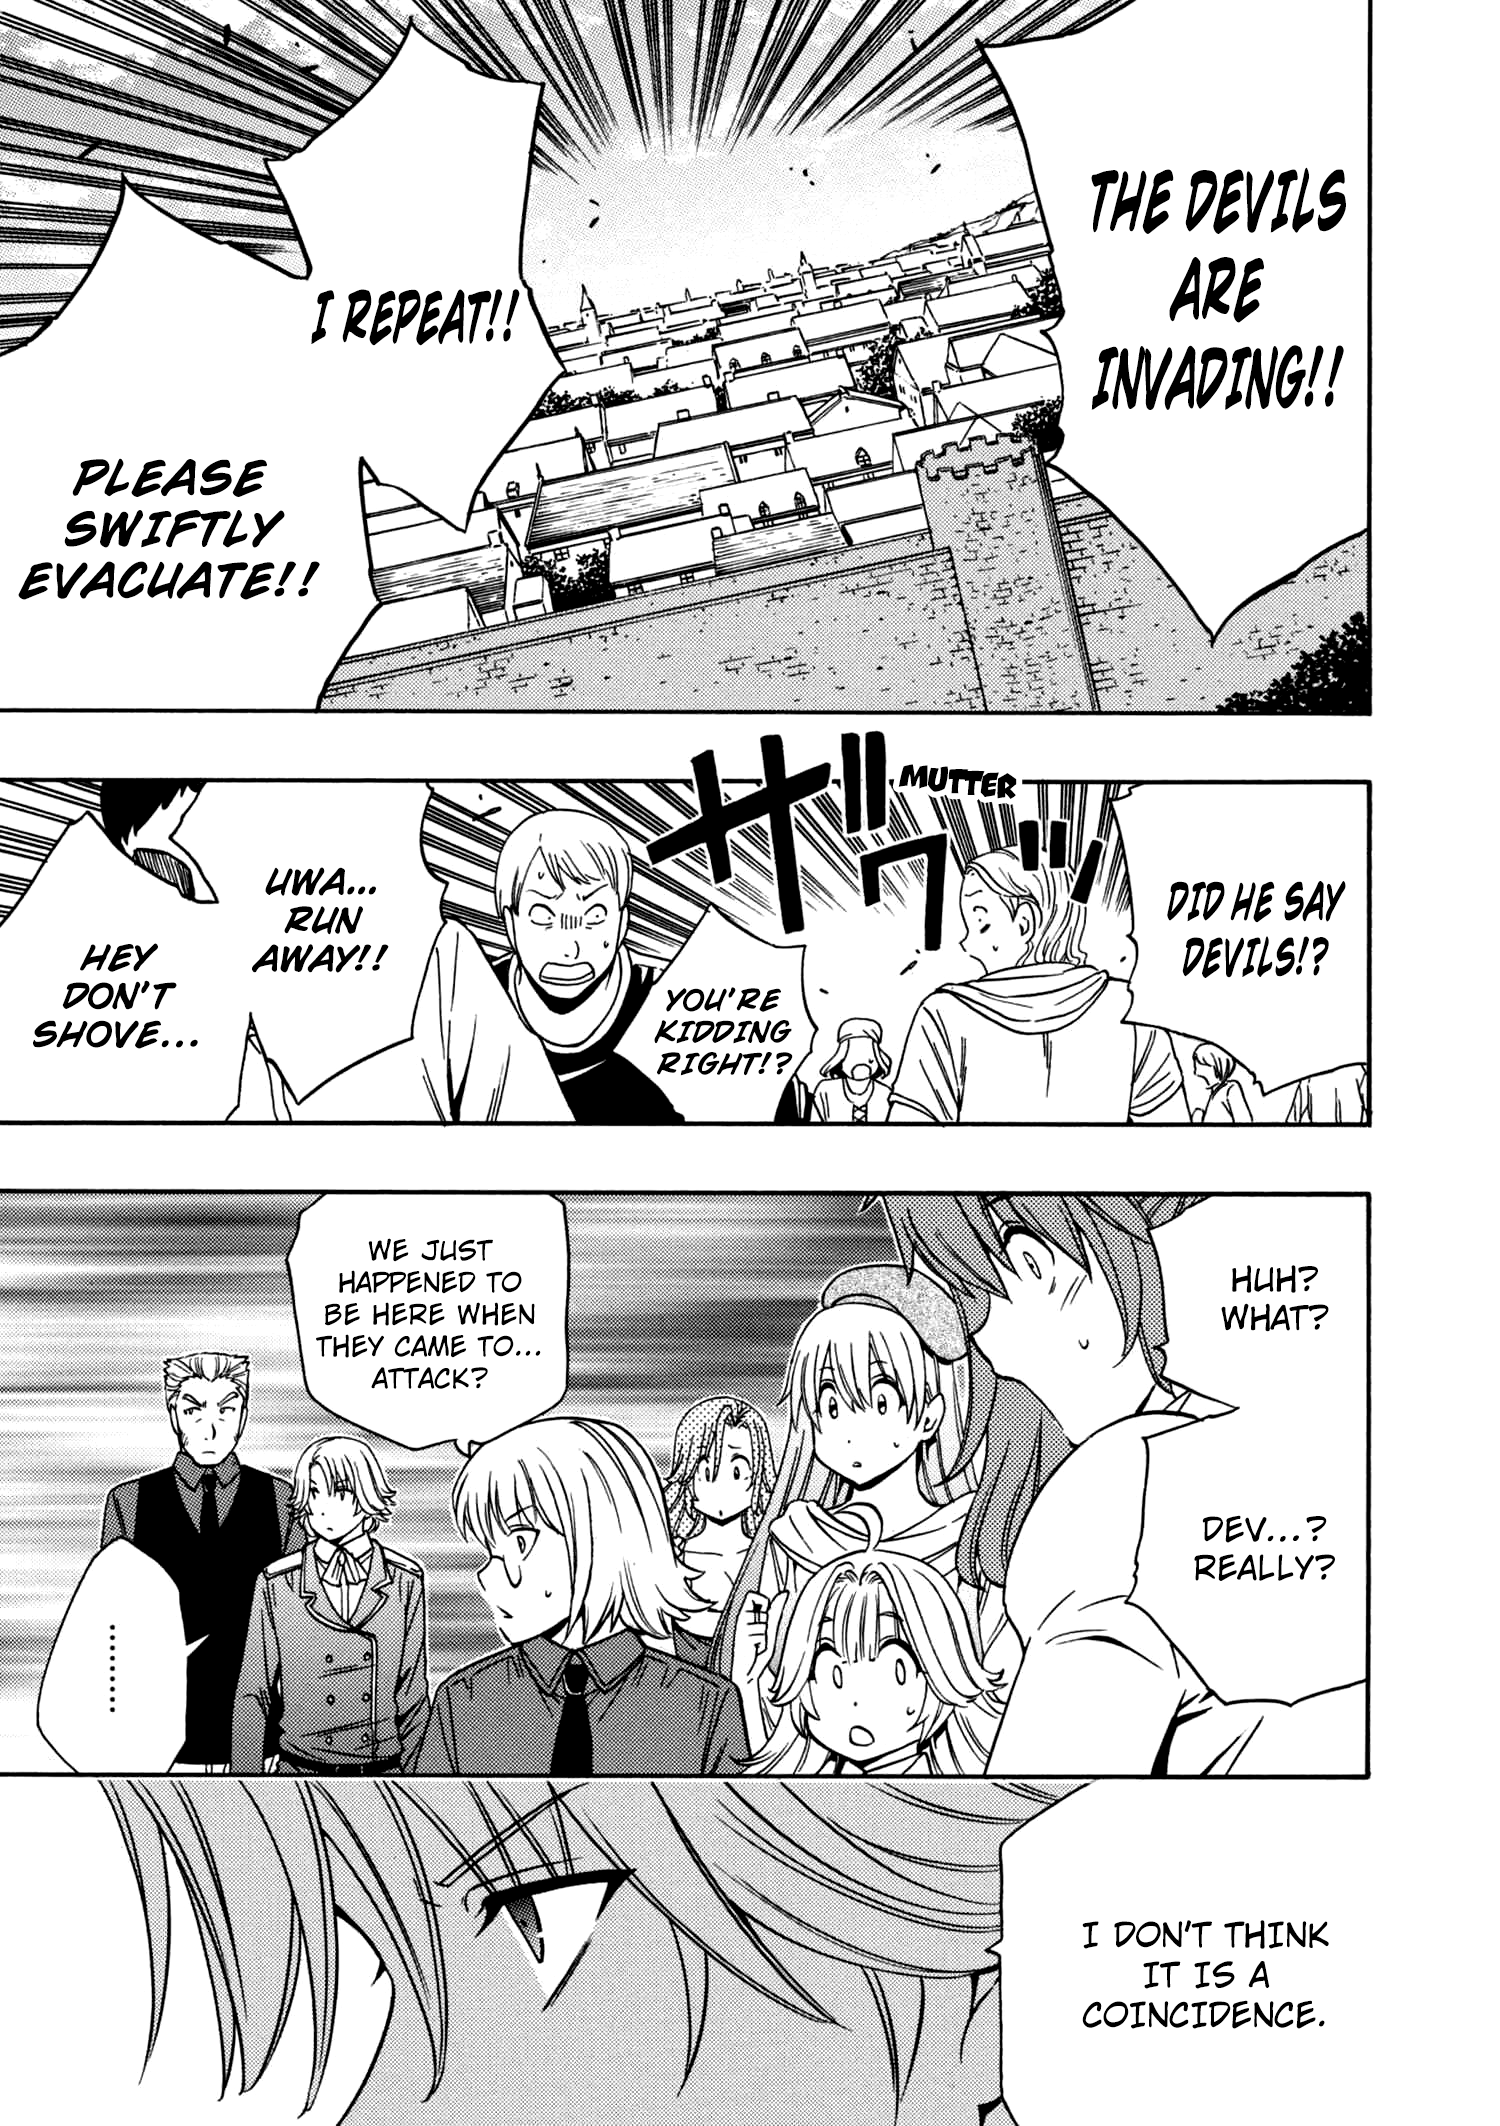 THE DEVILS
ARE
INVADING!!
I REPEAT!!
PLEASE
SWIFTLY
EVACUATE!!
DID HE SAY
DEVILS!?
MUTTER
ザワッ
YOU'RE
KIDDING
RIGHT!?
UWA...
RUN
AWAY!!
HEY
DON'T
SHOVE...
HUH?
WHAT?
DEV...?
REALLY?
WE JUST
HAPPENED TO
BE HERE WHEN
THEY CAME TO...
ATTACK?
.........
I DON'T THINK
IT IS A
COINCIDENCE.